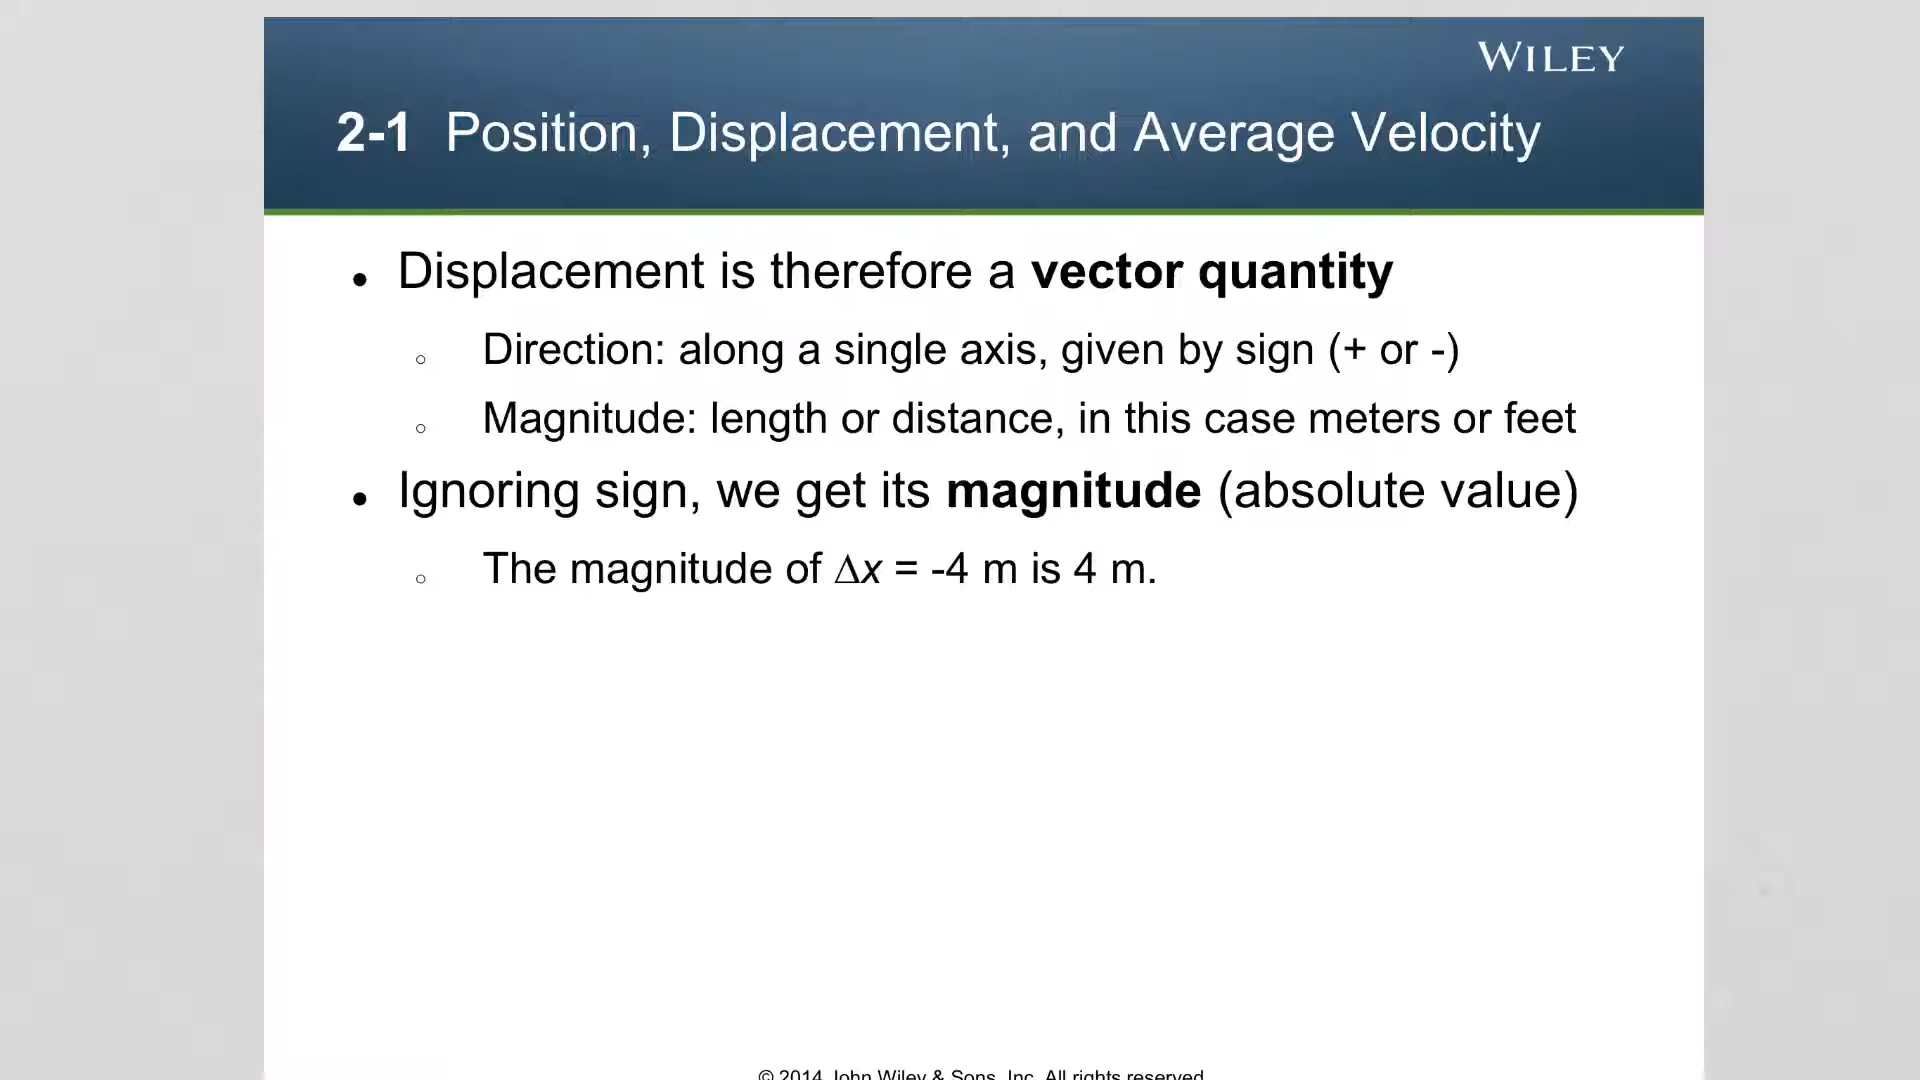 WILEY
2-1 Position, Displacement, and Average Velocity
● Displacement is therefore a vector quantity
○ Direction: along a single axis, given by sign (+ or -)
○ Magnitude: length or distance, in this case meters or feet
● Ignoring sign, we get its magnitude (absolute value)
○ The magnitude of Δx = -4 m is 4 m.
© 2014 John Wiley & Sons, Inc. All rights reserved.